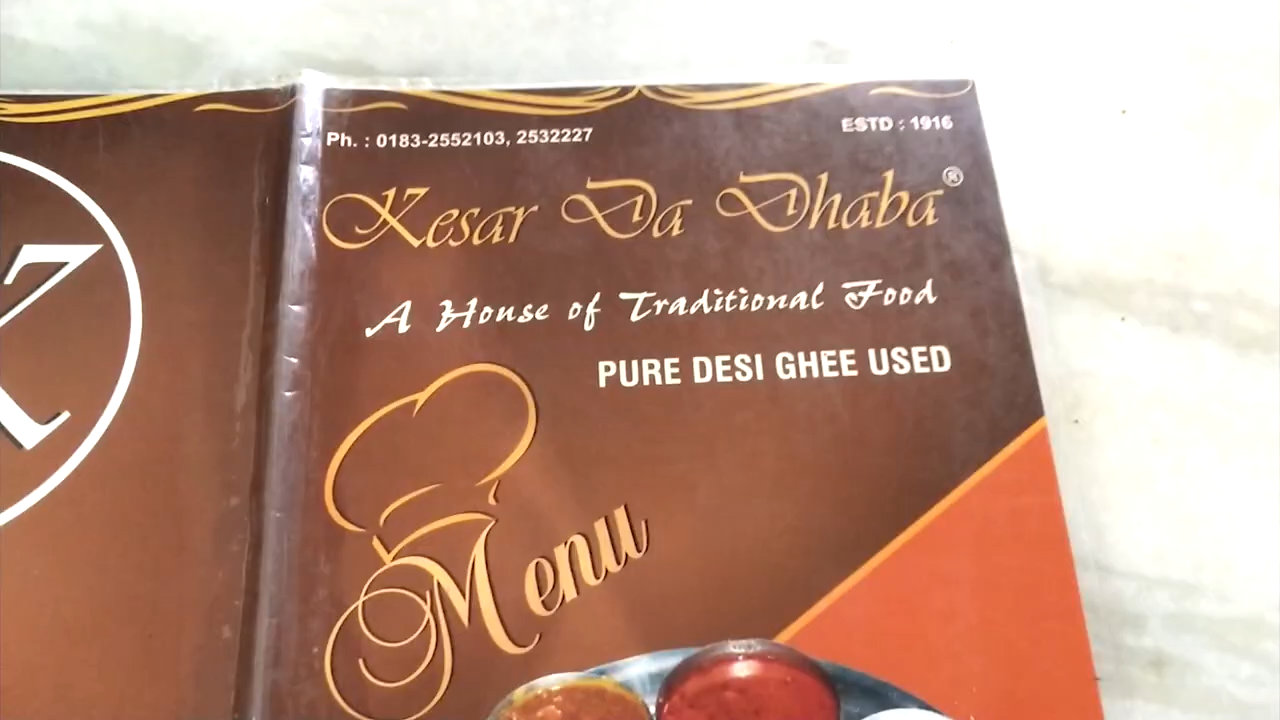 Ph. : 0183-2552103, 2532227
ESTD : 1916
Kesar Da Dhaba®
A House of Traditional Food
PURE DESI GHEE USED
Menu
K